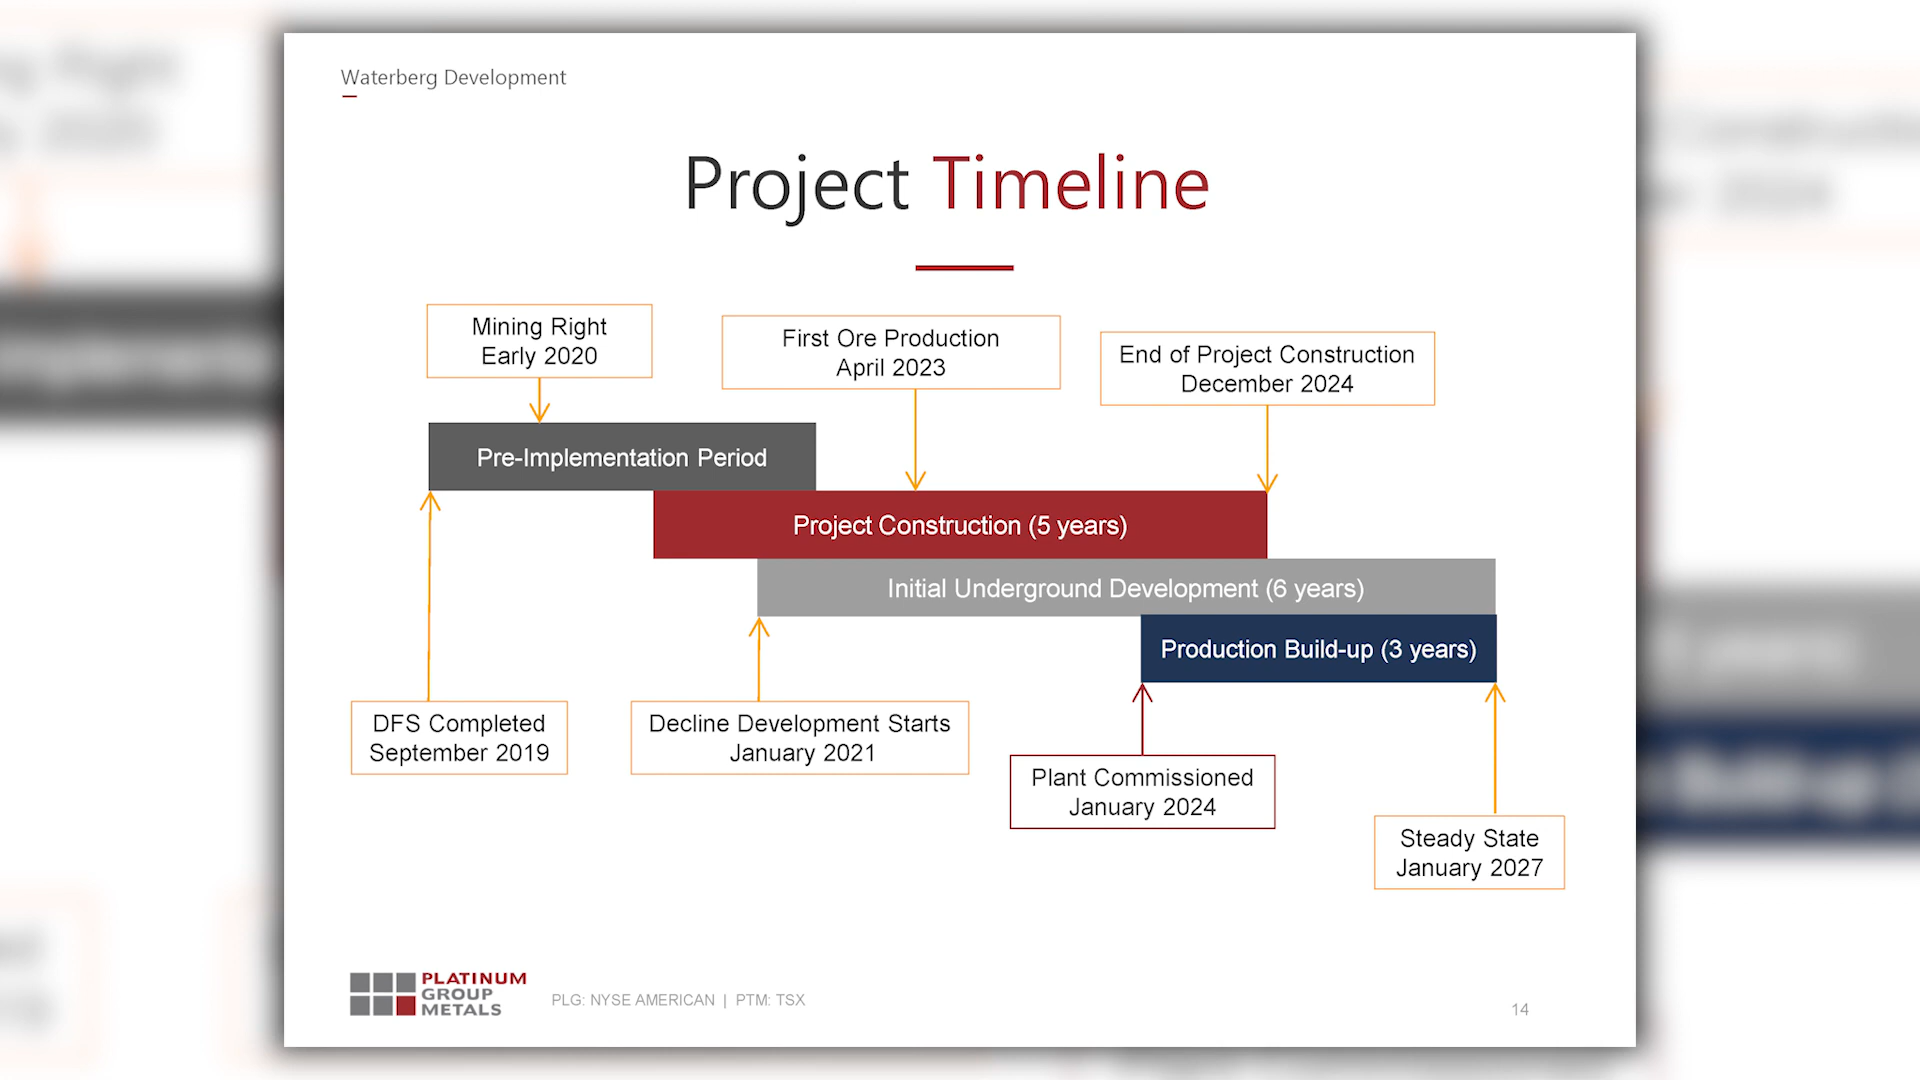 Waterberg Development
Project Timeline
Mining Right
Early 2020
First Ore Production
April 2023
End of Project Construction
December 2024
Pre-Implementation Period
Project Construction (5 years)
Initial Underground Development (6 years)
Production Build-up (3 years)
DFS Completed
September 2019
Decline Development Starts
January 2021
Plant Commissioned
January 2024
Steady State
January 2027
PLATINUM
GROUP
METALS
PLG: NYSE AMERICAN | PTM: TSX
14